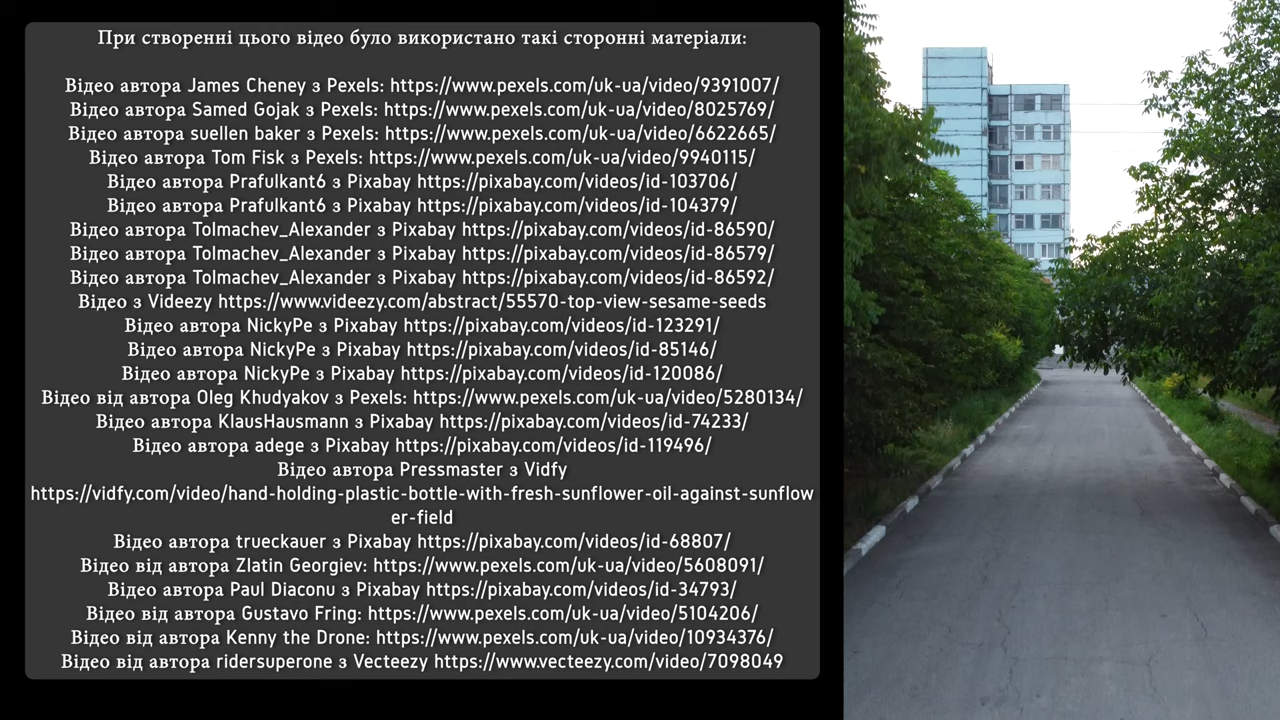 При створенні цього відео було використано такі сторонні матеріали:
Відео автора James Cheney з Pexels: https://www.pexels.com/uk-ua/video/9391007/
Відео автора Samed Gojak з Pexels: https://www.pexels.com/uk-ua/video/8025769/
Відео автора suellen baker з Pexels: https://www.pexels.com/uk-ua/video/6622665/
Відео автора Tom Fisk з Pexels: https://www.pexels.com/uk-ua/video/9940115/
Відео автора Prafulkant6 з Pixabay https://pixabay.com/videos/id-103706/
Відео автора Prafulkant6 з Pixabay https://pixabay.com/videos/id-104379/
Відео автора Tolmachev_Alexander з Pixabay https://pixabay.com/videos/id-86590/
Відео автора Tolmachev_Alexander з Pixabay https://pixabay.com/videos/id-86579/
Відео автора Tolmachev_Alexander з Pixabay https://pixabay.com/videos/id-86592/
Відео з Videezy https://www.videezy.com/abstract/55570-top-view-sesame-seeds
Відео автора NickyPe з Pixabay https://pixabay.com/videos/id-123291/
Відео автора NickyPe з Pixabay https://pixabay.com/videos/id-85146/
Відео автора NickyPe з Pixabay https://pixabay.com/videos/id-120086/
Відео від автора Oleg Khudyakov з Pexels: https://www.pexels.com/uk-ua/video/5280134/
Відео автора KlausHausmann з Pixabay https://pixabay.com/videos/id-74233/
Відео автора adege з Pixabay https://pixabay.com/videos/id-119496/
Відео автора Pressmaster з Vidfy
https://vidfy.com/video/hand-holding-plastic-bottle-with-fresh-sunflower-oil-against-sunflow
er-field
Відео автора trueckauer з Pixabay https://pixabay.com/videos/id-68807/
Відео від автора Zlatin Georgiev: https://www.pexels.com/uk-ua/video/5608091/
Відео автора Paul Diaconu з Pixabay https://pixabay.com/videos/id-34793/
Відео від автора Gustavo Fring: https://www.pexels.com/uk-ua/video/5104206/
Відео від автора Kenny the Drone: https://www.pexels.com/uk-ua/video/10934376/
Відео від автора ridersuperone з Vecteezy https://www.vecteezy.com/video/7098049